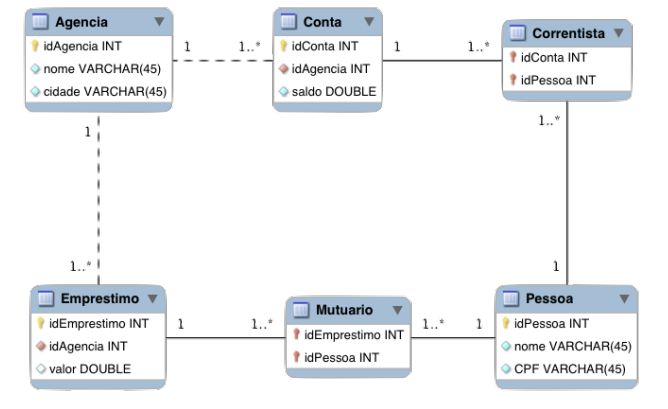 Agencia
idAgencia INT
nome VARCHAR(45)
cidade VARCHAR(45)
1
1..*
Conta
idConta INT
idAgencia INT
saldo DOUBLE
1
1..*
Correntista
idConta INT
idPessoa INT
1
1..*
1..*
1
Emprestimo
idEmprestimo INT
idAgencia INT
valor DOUBLE
1
1..*
Mutuario
idEmprestimo INT
idPessoa INT
1..*
1
Pessoa
idPessoa INT
nome VARCHAR(45)
CPF VARCHAR(45)